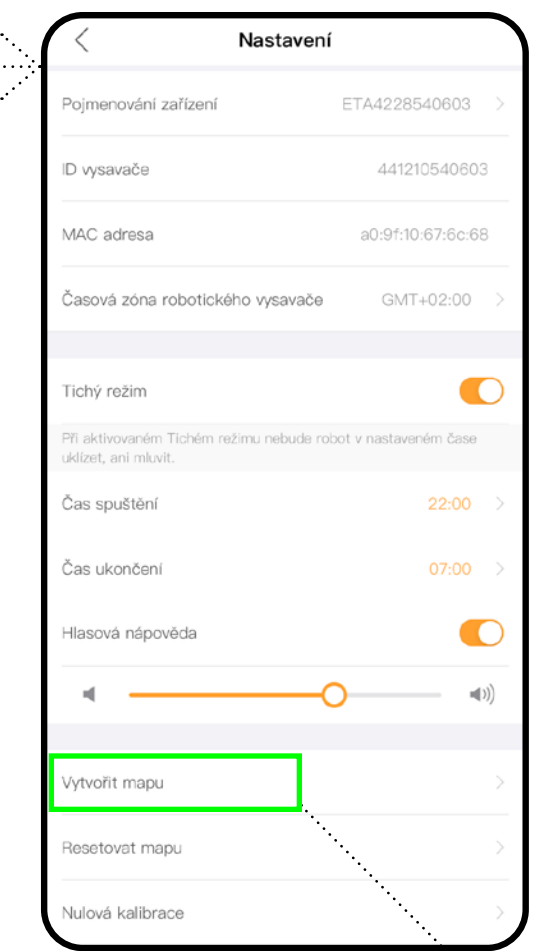 Nastavení
Pojmenování zařízení ETA4228540603
ID vysavače 441210540603
MAC adresa a0:9f:10:67:6c:68
Časová zóna robotického vysavače GMT+02:00
Tichý režim
Při aktivovaném Tichém režimu nebude robot v nastaveném čase
uklízet, ani mluvit.
Čas spuštění 22:00
Čas ukončení 07:00
Hlasová nápověda
Vytvořit mapu
Resetovat mapu
Nulová kalibrace